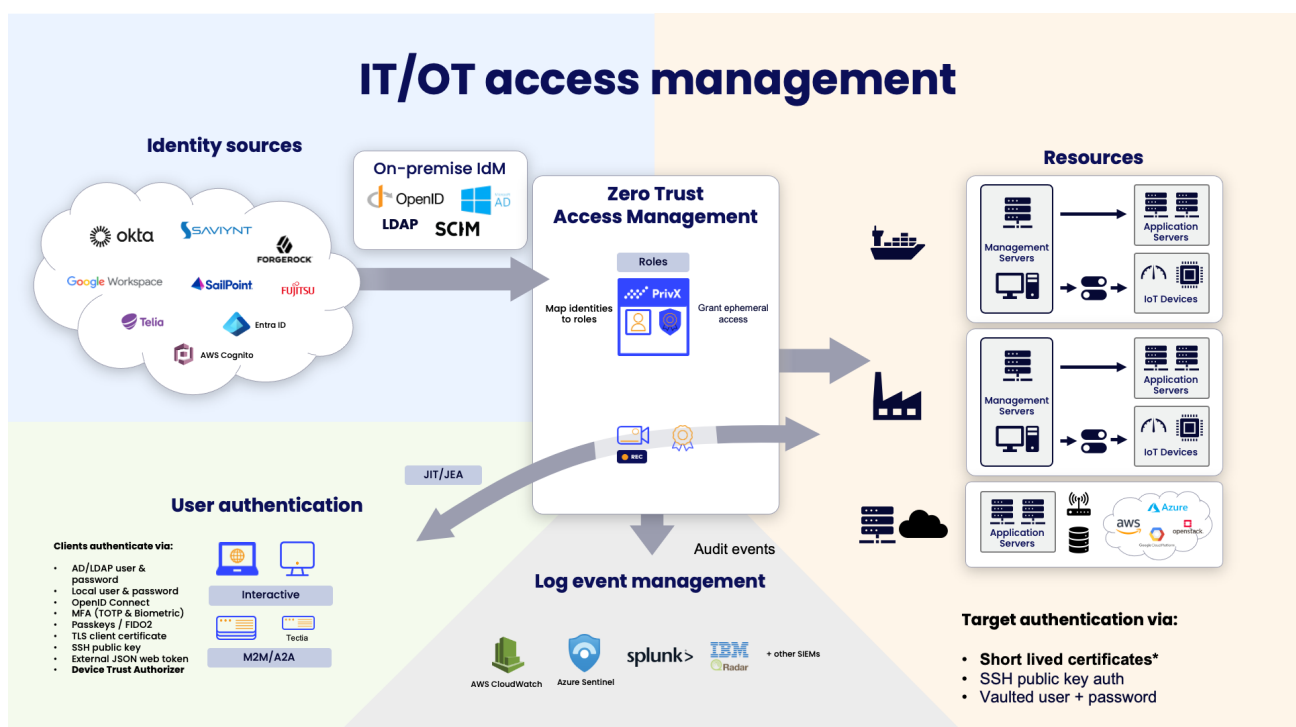 IT/OT access management
Identity sources
okta
SAVIYNT
FORGEROCK
Google Workspace
SailPoint
FUJITSU
Telia
Entra ID
AWS Cognito
On-premise IdM
OpenID
AD
LDAP
SCIM
Zero Trust
Access Management
Roles
PrivX
Map identities
to roles
Grant ephemeral
access
REC
JIT/JEA
Resources
Management
Servers
Application
Servers
IoT Devices
Management
Servers
Application
Servers
IoT Devices
Application
Servers
Azure
aws
openstack.
Google Cloud Platform
User authentication
Clients authenticate via:
• AD/LDAP user &
password
• Local user & password
• OpenID Connect
• MFA (TOTP & Biometric)
• Passkeys / FIDO2
• TLS client certificate
• SSH public key
• External JSON web token
• Device Trust Authorizer
Interactive
Tectia
M2M/A2A
Audit events
Log event management
AWS CloudWatch
Azure Sentinel
splunk>
IBM
QRadar
+ other SIEMs
Target authentication via:
• Short lived certificates*
• SSH public key auth
• Vaulted user + password